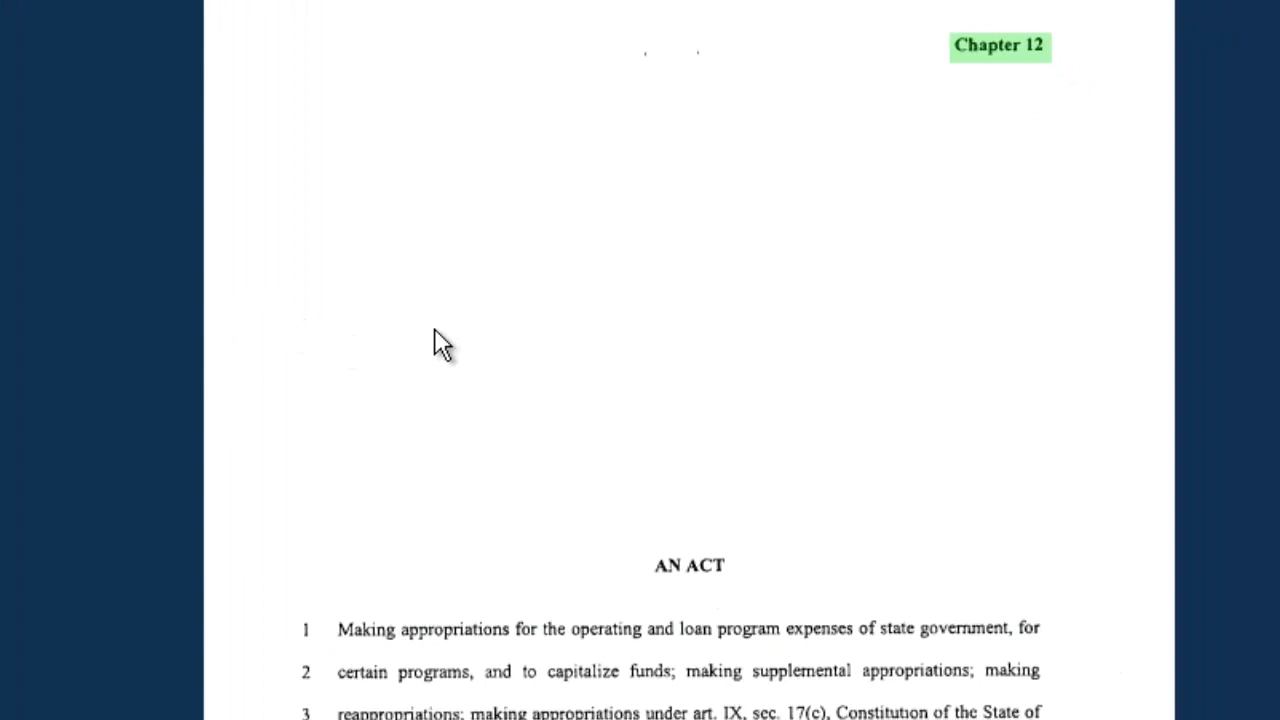 Chapter 12
AN ACT
1 Making appropriations for the operating and loan program expenses of state government, for
2 certain programs, and to capitalize funds; making supplemental appropriations; making
3 reappropriations; making appropriations under art. IX, sec. 17(c), Constitution of the State of